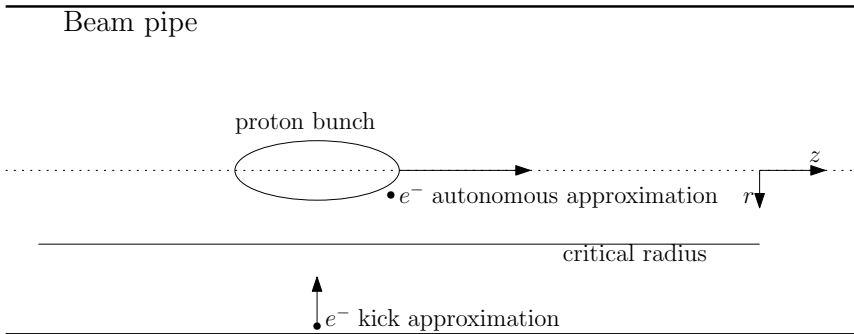 Beam pipe
proton bunch
z
e⁻ autonomous approximation
r
critical radius
e⁻ kick approximation